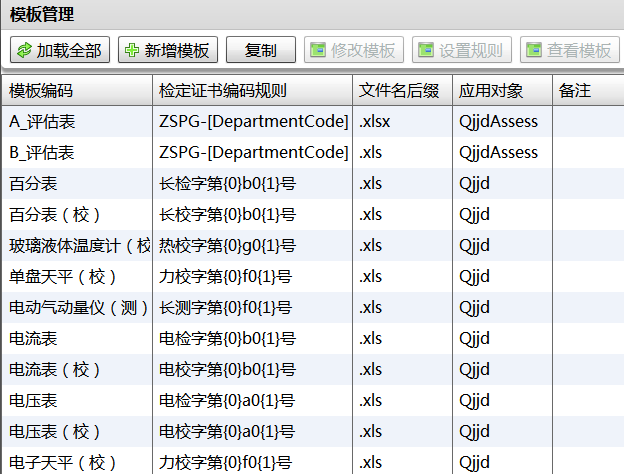 模板管理
加载全部 新增模板 复制 修改模板 设置规则 查看模板
模板编码 检定证书编码规则 文件名后缀 应用对象 备注
A_评估表 ZSPG-[DepartmentCode] .xlsx QjjdAssess
B_评估表 ZSPG-[DepartmentCode] .xls QjjdAssess
百分表 长检字第{0}b0{1}号 .xls Qjjd
百分表（校） 长校字第{0}b0{1}号 .xls Qjjd
玻璃液体温度计（校 热校字第{0}g0{1}号 .xls Qjjd
单盘天平（校） 力校字第{0}f0{1}号 .xls Qjjd
电动气动量仪（测） 长测字第{0}f0{1}号 .xls Qjjd
电流表 电检字第{0}b0{1}号 .xls Qjjd
电流表（校） 电校字第{0}b0{1}号 .xls Qjjd
电压表 电检字第{0}a0{1}号 .xls Qjjd
电压表（校） 电校字第{0}a0{1}号 .xls Qjjd
电子天平（校） 力校字第{0}f0{1}号 .xls Qjjd